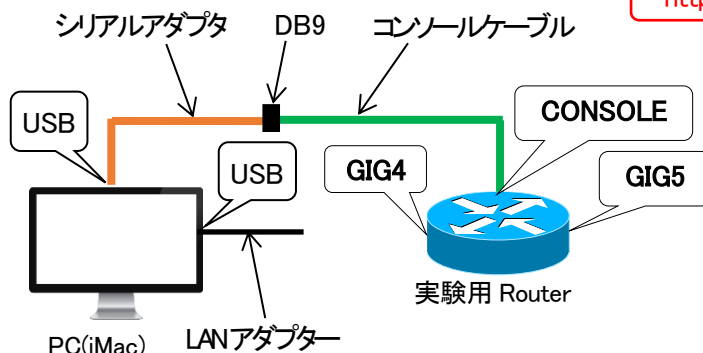 シリアルアダプタ
DB9
コンソールケーブル
USB
CONSOLE
USB
GIG4
GIG5
実験用 Router
PC(iMac)
LANアダプター